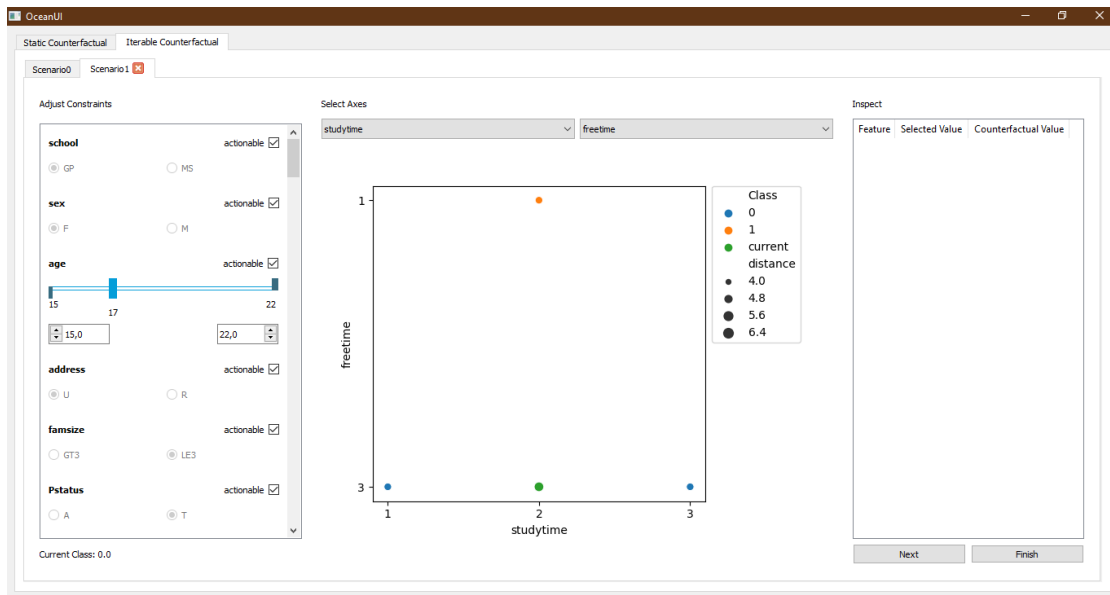 OceanUI
Static Counterfactual Iterable Counterfactual
Scenario0 Scenario1
Adjust Constraints
school actionable
GP MS
sex actionable
F M
age actionable
15 17 22
15,0 22,0
address actionable
U R
famsize actionable
GT3 LE3
Pstatus actionable
A T
Current Class: 0.0
Select Axes
studytime freetime
1
3
freetime
1 2 3
studytime
Class
0
1
current
distance
4.0
4.8
5.6
6.4
Inspect
Feature Selected Value Counterfactual Value
Next Finish